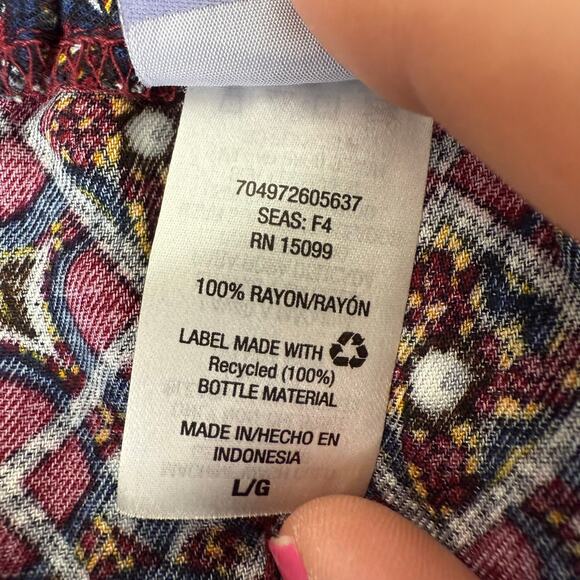 704972605637
SEAS: F4
RN 15099
100% RAYON/RAYÓN
LABEL MADE WITH
Recycled (100%)
BOTTLE MATERIAL
MADE IN/HECHO EN
INDONESIA
L/G